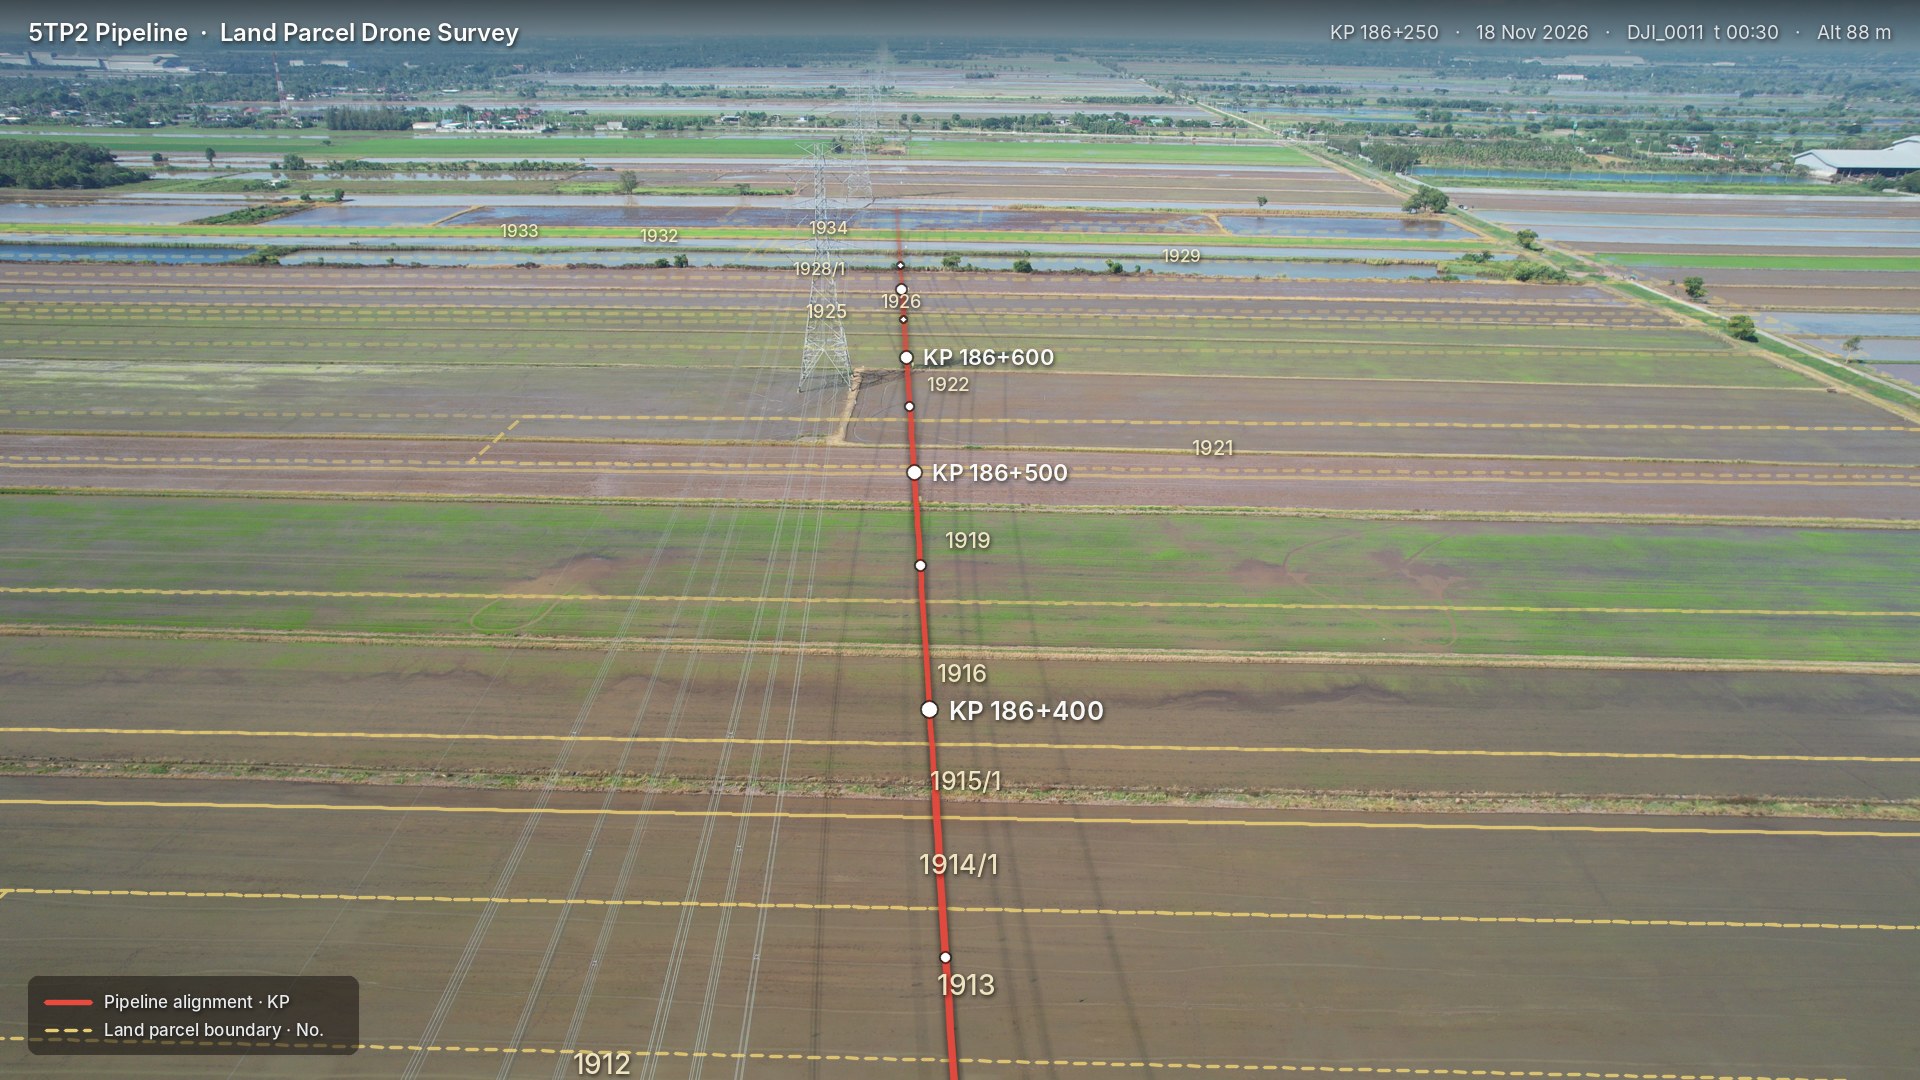 5TP2 Pipeline · Land Parcel Drone Survey
KP 186+250 · 18 Nov 2026 · DJI_0011 t 00:30 · Alt 88 m
1933
1932
1934
1929
1928/1
1926
1925
KP 186+600
1922
1921
KP 186+500
1919
1916
KP 186+400
1915/1
1914/1
1913
Pipeline alignment · KP
Land parcel boundary · No.
1912